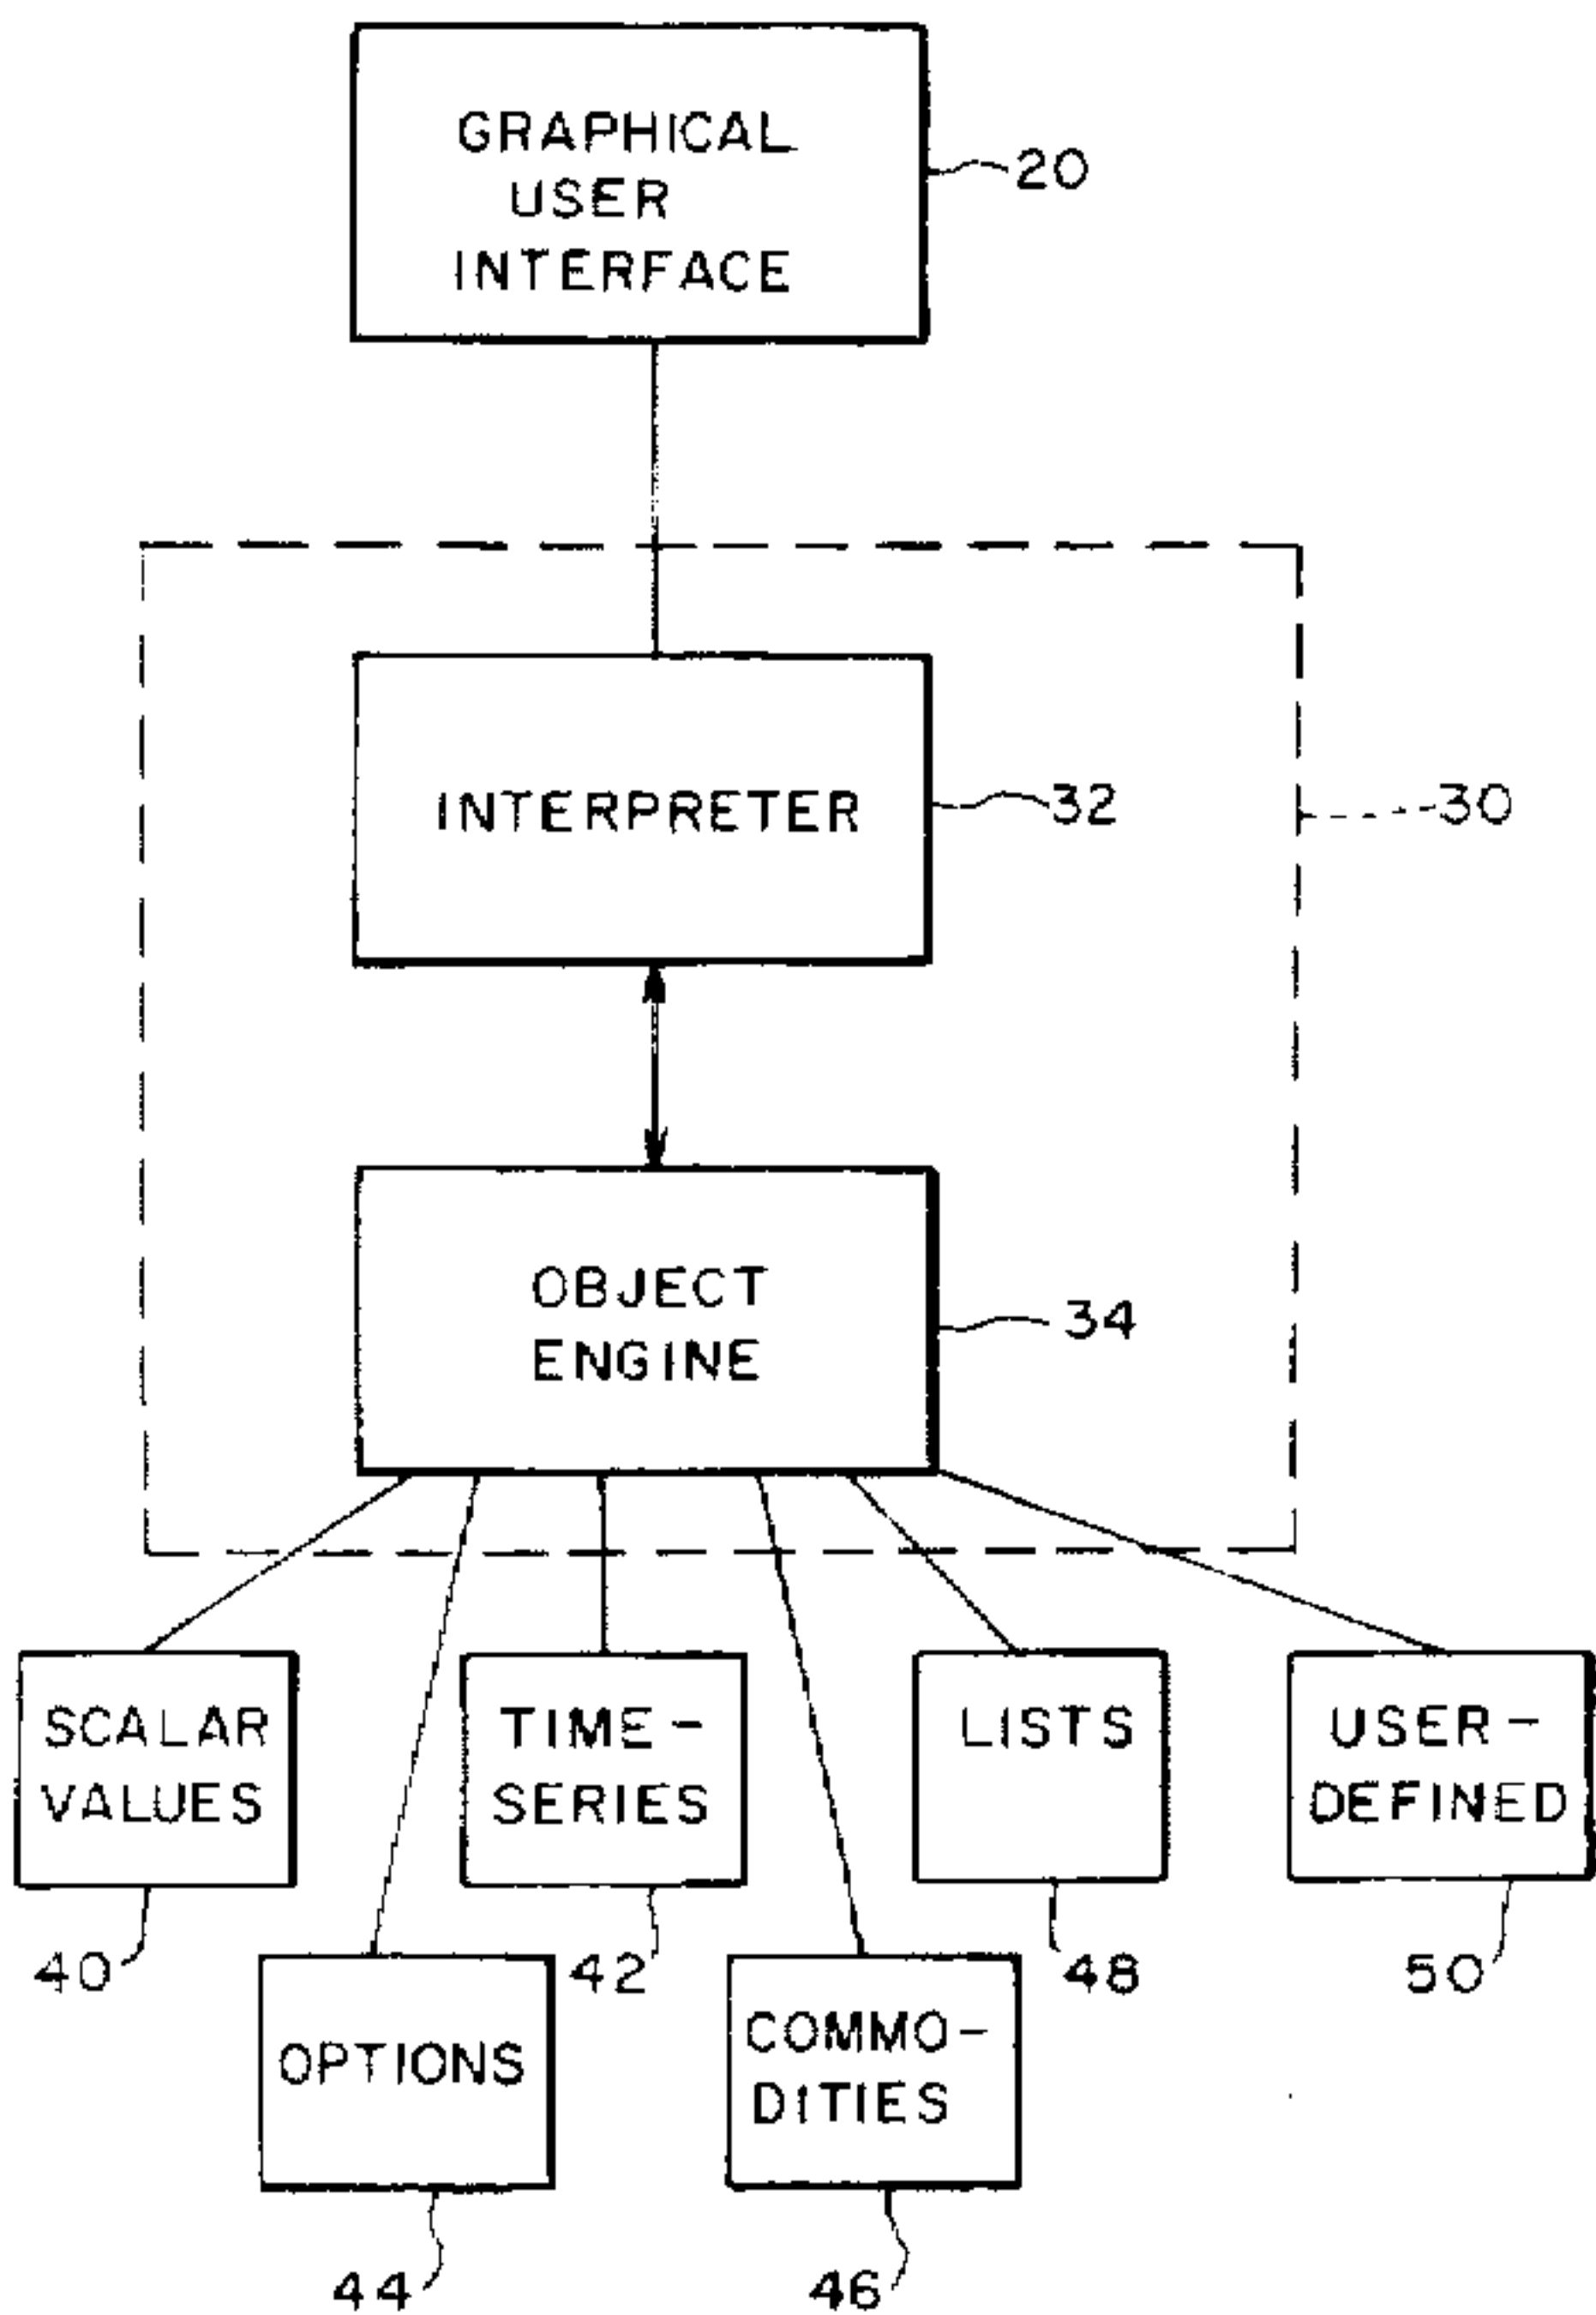 GRAPHICAL
USER
INTERFACE
20
INTERPRETER
32
30
OBJECT
ENGINE
34
SCALAR
VALUES
TIME-
SERIES
LISTS
USER-
DEFINED
40
42
48
50
OPTIONS
COMMO-
DITIES
44
46